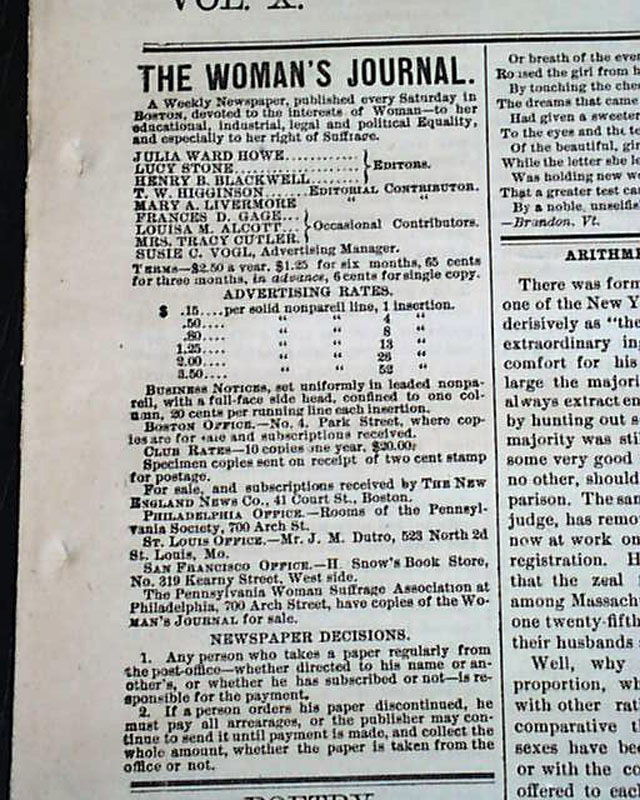 VOL. X.
THE WOMAN'S JOURNAL.
A Weekly Newspaper, published every Saturday in
BOSTON, devoted to the interests of Woman—to her
educational, industrial, legal and political Equality,
and especially to her right of Suffrage.
JULIA WARD HOWE............
LUCY STONE.................. } EDITORS.
HENRY B. BLACKWELL........
T. W. HIGGINSON......EDITORIAL CONTRIBUTOR.
MARY A. LIVERMORE " "
FRANCES D. GAGE...
LOUISA M. ALCOTT... } Occasional Contributors.
MRS. TRACY CUTLER.
SUSIE C. VOGL, Advertising Manager.
TERMS—$2.50 a year, $1.25 for six months, 65 cents
for three months, in advance, 6 cents for single copy.
ADVERTISING RATES.
$ .15....per solid nonpareil line, 1 insertion.
.50.... " " 4 "
.80.... " " 8 "
1.25.... " " 13 "
2.00.... " " 26 "
3.50.... " " 52 "
BUSINESS NOTICES, set uniformly in leaded nonpa-
reil, with a full-face side head, confined to one col-
umn, 20 cents per running line each insertion.
BOSTON OFFICE.—No. 4, Park Street, where cop-
ies are for sale and subscriptions received.
CLUB RATES—10 copies one year, $20.00.
Specimen copies sent on receipt of two cent stamp
for postage.
For sale, and subscriptions received by THE NEW
ENGLAND NEWS CO., 41 Court St., Boston.
PHILADELPHIA OFFICE.—Rooms of the Pennsyl-
vania Society, 700 Arch St.
ST. LOUIS OFFICE.—Mr. J. M. Dutro, 523 North 2d
St. Louis, Mo.
SAN FRANCISCO OFFICE.—H. Snow's Book Store,
No. 319 Kearny Street, West side.
The Pennsylvania Woman Suffrage Association at
Philadelphia, 700 Arch Street, have copies of the WO-
MAN'S JOURNAL for sale.
NEWSPAPER DECISIONS.
1. Any person who takes a paper regularly from
the post-office—whether directed to his name or an-
other's, or whether he has subscribed or not—is re-
sponsible for the payment.
2. If a person orders his paper discontinued, he
must pay all arrearages, or the publisher may con-
tinue to send it until payment is made, and collect the
whole amount, whether the paper is taken from the
office or not.
POETRY
Or breath of the
Roused the girl from
By touching the
The dreams that came
Had given a sweeter
To the eyes and the
Of the beautiful,
While the letter she
Was holding new
That a greater test
By a noble,
—Brandon, Vt.
ARITHME
There was form
one of the New Y
derisively as "the
extraordinary
comfort for his
large the majori
always extract
by hunting out
majority was
some very good
no other, should
parison. The
judge, has
now at work on
registration. H
that the zeal
among Massach
one twenty-fifth
their husbands
Well, why
proportion,
with other
comparative
sexes have
or with the
offered to